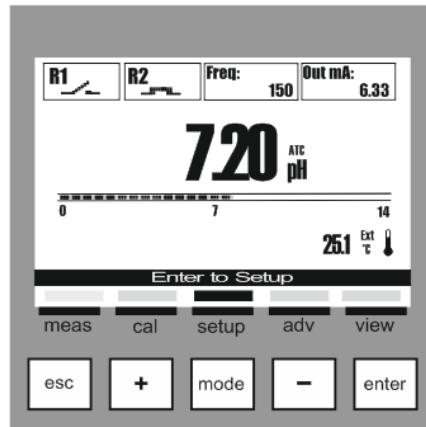 R1 R2 Freq: 150 Out mA: 6.33
7.20 ATC pH
0 7 14
25.1 Ext °C
Enter to Setup
meas cal setup adv view
esc + mode − enter